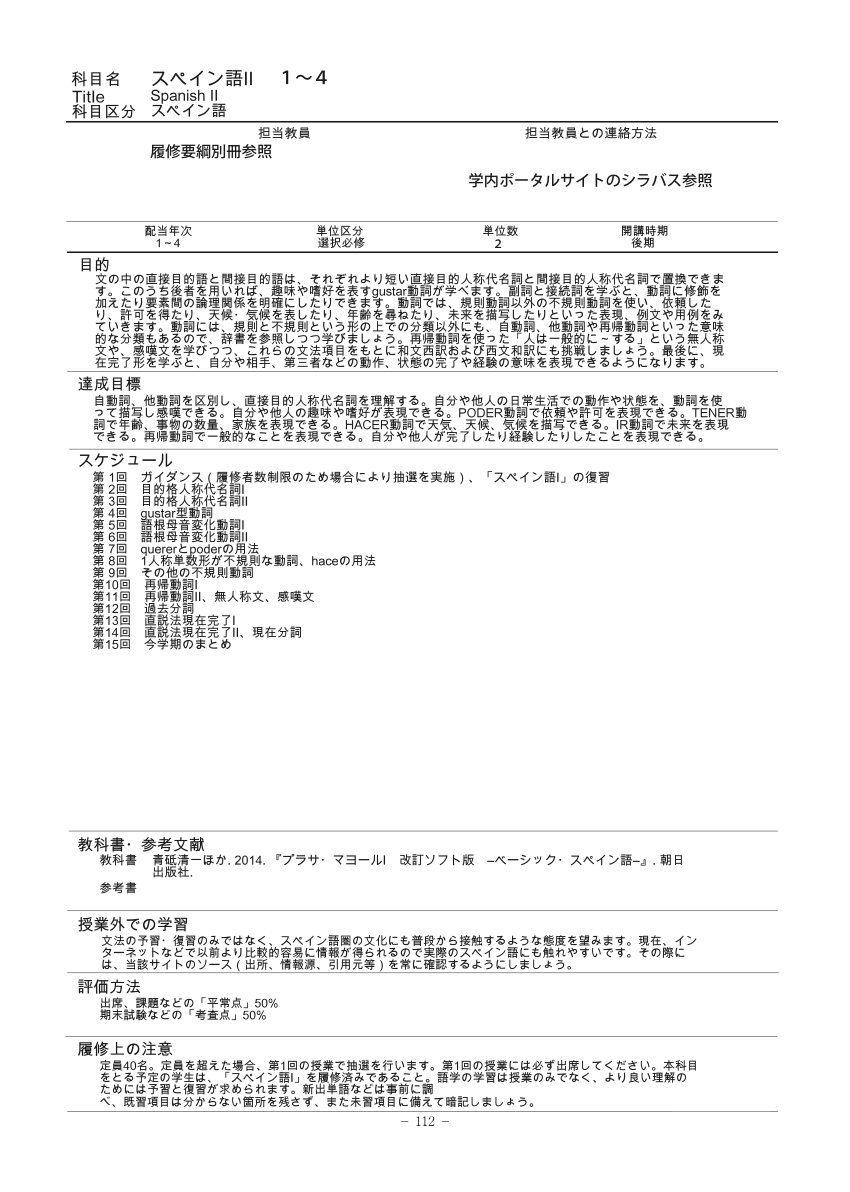 科目名 スペイン語II 1～4
Title Spanish II
科目区分 スペイン語
担当教員 担当教員との連絡方法
履修要綱別冊参照
学内ポータルサイトのシラバス参照
配当年次 単位区分 単位数 開講時期
1~4 選択必修 2 後期
目的
文の中の直接目的語と間接目的語は、それぞれより短い直接目的人称代名詞と間接目的人称代名詞で置換できま
す。このうち後者を用いれば、趣味や嗜好を表すgustar動詞が学べます。副詞と接続詞を学ぶと、動詞に修飾を
加えたり要素間の論理関係を明確にしたりできます。動詞では、規則動詞以外の不規則動詞を使い、依頼した
り、許可を得たり、天候・気候を表したり、年齢を尋ねたり、未来を描写したりといった表現、例文や用例をみ
ていきます。動詞には、規則と不規則という形の上での分類以外にも、自動詞、他動詞や再帰動詞といった意味
的な分類もあるので、辞書を参照しつつ学びましょう。再帰動詞を使った「人は一般的に～する」という無人称
文や、感嘆文を学びつつ、これらの文法項目をもとに和文西訳および西文和訳にも挑戦しましょう。最後に、現
在完了形を学ぶと、自分や相手、第三者などの動作、状態の完了や経験の意味を表現できるようになります。
達成目標
自動詞、他動詞を区別し、直接目的人称代名詞を理解する。自分や他人の日常生活での動作や状態を、動詞を使
って描写し感嘆できる。自分や他人の趣味や嗜好が表現できる。PODER動詞で依頼や許可を表現できる。TENER動
詞で年齢、事物の数量、家族を表現できる。HACER動詞で天気、天候、気候を描写できる。IR動詞で未来を表現
できる。再帰動詞で一般的なことを表現できる。自分や他人が完了したり経験したりしたことを表現できる。
スケジュール
第 1回 ガイダンス（履修者数制限のため場合により抽選を実施）、「スペイン語I」の復習
第 2回 目的格人称代名詞I
第 3回 目的格人称代名詞II
第 4回 gustar型動詞
第 5回 語根母音変化動詞I
第 6回 語根母音変化動詞II
第 7回 quererとpoderの用法
第 8回 1人称単数形が不規則な動詞、haceの用法
第 9回 その他の不規則動詞
第10回 再帰動詞I
第11回 再帰動詞II、無人称文、感嘆文
第12回 過去分詞
第13回 直説法現在完了I
第14回 直説法現在完了II、現在分詞
第15回 今学期のまとめ
教科書・参考文献
教科書 青砥清一ほか. 2014. 『プラサ・マヨールI 改訂ソフト版 –ベーシック・スペイン語–』. 朝日
出版社.
参考書
授業外での学習
文法の予習・復習のみではなく、スペイン語圏の文化にも普段から接触するような態度を望みます。現在、イン
ターネットなどで以前より比較的容易に情報が得られるので実際のスペイン語にも触れやすいです。その際に
は、当該サイトのソース（出所、情報源、引用元等）を常に確認するようにしましょう。
評価方法
出席、課題などの「平常点」50%
期末試験などの「考査点」50%
履修上の注意
定員40名。定員を超えた場合、第1回の授業で抽選を行います。第1回の授業には必ず出席してください。本科目
をとる予定の学生は、「スペイン語I」を履修済みであること。語学の学習は授業のみでなく、より良い理解の
ためには予習と復習が求められます。新出単語などは事前に調
べ、既習項目は分からない箇所を残さず、また未習項目に備えて暗記しましょう。
– 112 –